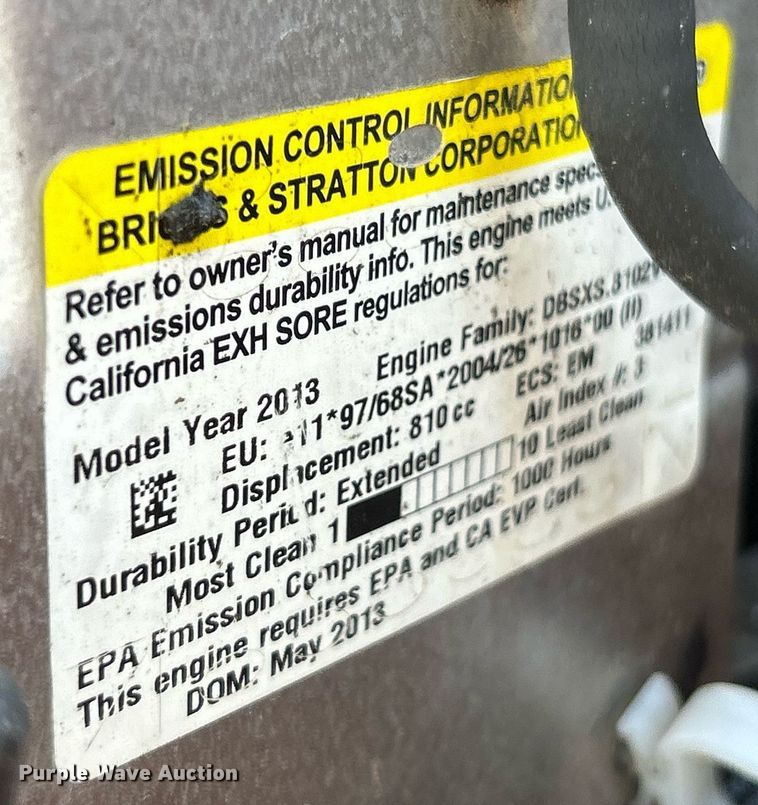 EMISSION CONTROL INFORMATIO
BRIGGS & STRATTON CORPORATIO
Refer to owner's manual for maintenance spec
& emissions durability info. This engine meets U.
California EXH SORE regulations for:
Model Year 2013 Engine Family: DBSXS.8102V
EU: e11*97/68SA*2004/26*1016*00 (II)
Displacement: 810 cc ECS: EM 381411
Durability Period: Extended Air Index #: 3
Most Clean 1 10 Least Clean
EPA Emission Compliance Period: 1000 Hours
This engine requires EPA and CA EVP Cert.
DOM: May 2013
Purple Wave Auction